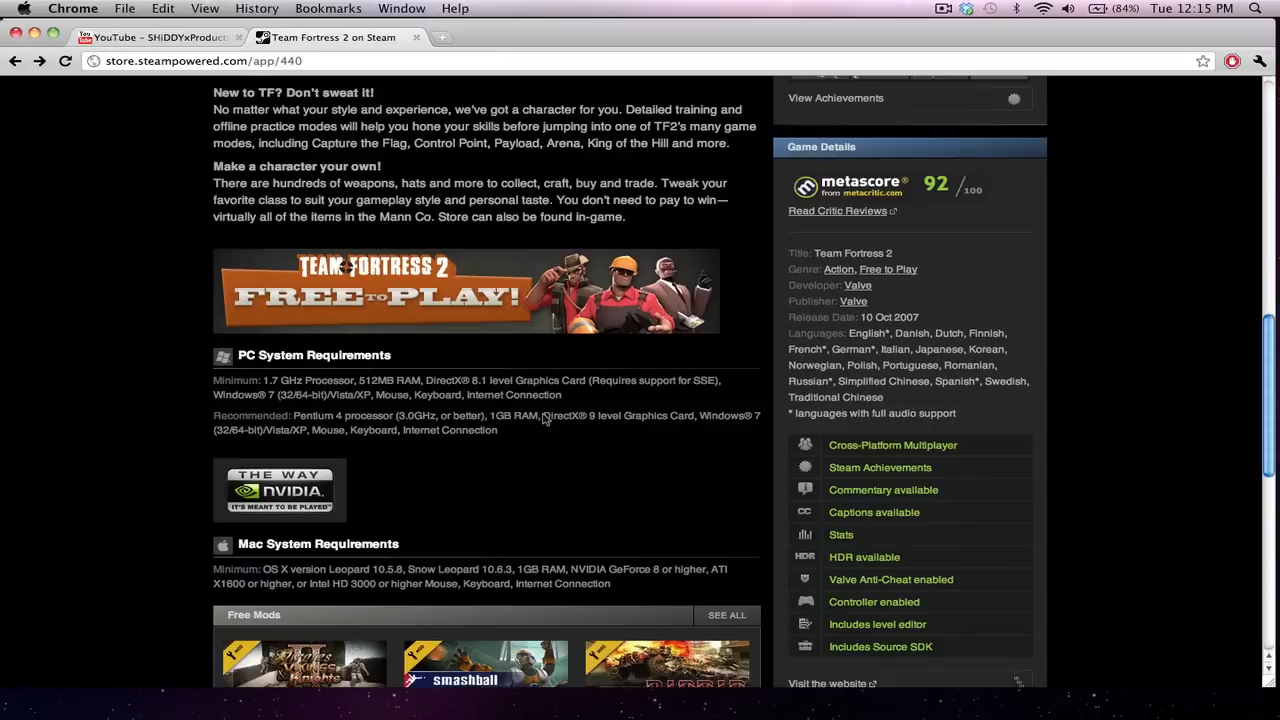 Chrome File Edit View History Bookmarks Window Help (84%) Tue 12:15 PM
YouTube - SHiDDYxProduct
Team Fortress 2 on Steam
store.steampowered.com/app/440
New to TF? Don't sweat it!
No matter what your style and experience, we've got a character for you. Detailed training and
offline practice modes will help you hone your skills before jumping into one of TF2's many game
modes, including Capture the Flag, Control Point, Payload, Arena, King of the Hill and more.
Make a character your own!
There are hundreds of weapons, hats and more to collect, craft, buy and trade. Tweak your
favorite class to suit your gameplay style and personal taste. You don't need to pay to win—
virtually all of the items in the Mann Co. Store can also be found in-game.
TEAM FORTRESS 2
FREE TO PLAY!
PC System Requirements
Minimum: 1.7 GHz Processor, 512MB RAM, DirectX® 8.1 level Graphics Card (Requires support for SSE),
Windows® 7 (32/64-bit)/Vista/XP, Mouse, Keyboard, Internet Connection
Recommended: Pentium 4 processor (3.0GHz, or better), 1GB RAM, DirectX® 9 level Graphics Card, Windows® 7
(32/64-bit)/Vista/XP, Mouse, Keyboard, Internet Connection
THE WAY
NVIDIA.
IT'S MEANT TO BE PLAYED™
Mac System Requirements
Minimum: OS X version Leopard 10.5.8, Snow Leopard 10.6.3, 1GB RAM, NVIDIA GeForce 8 or higher, ATI
X1600 or higher, or Intel HD 3000 or higher Mouse, Keyboard, Internet Connection
Free Mods SEE ALL
smashball
View Achievements
Game Details
metascore®
from metacritic.com
92 /100
Read Critic Reviews
Title: Team Fortress 2
Genre: Action, Free to Play
Developer: Valve
Publisher: Valve
Release Date: 10 Oct 2007
Languages: English*, Danish, Dutch, Finnish,
French*, German*, Italian, Japanese, Korean,
Norwegian, Polish, Portuguese, Romanian,
Russian*, Simplified Chinese, Spanish*, Swedish,
Traditional Chinese
* languages with full audio support
Cross-Platform Multiplayer
Steam Achievements
Commentary available
CC Captions available
Stats
HDR HDR available
Valve Anti-Cheat enabled
Controller enabled
Includes level editor
Includes Source SDK
Visit the website